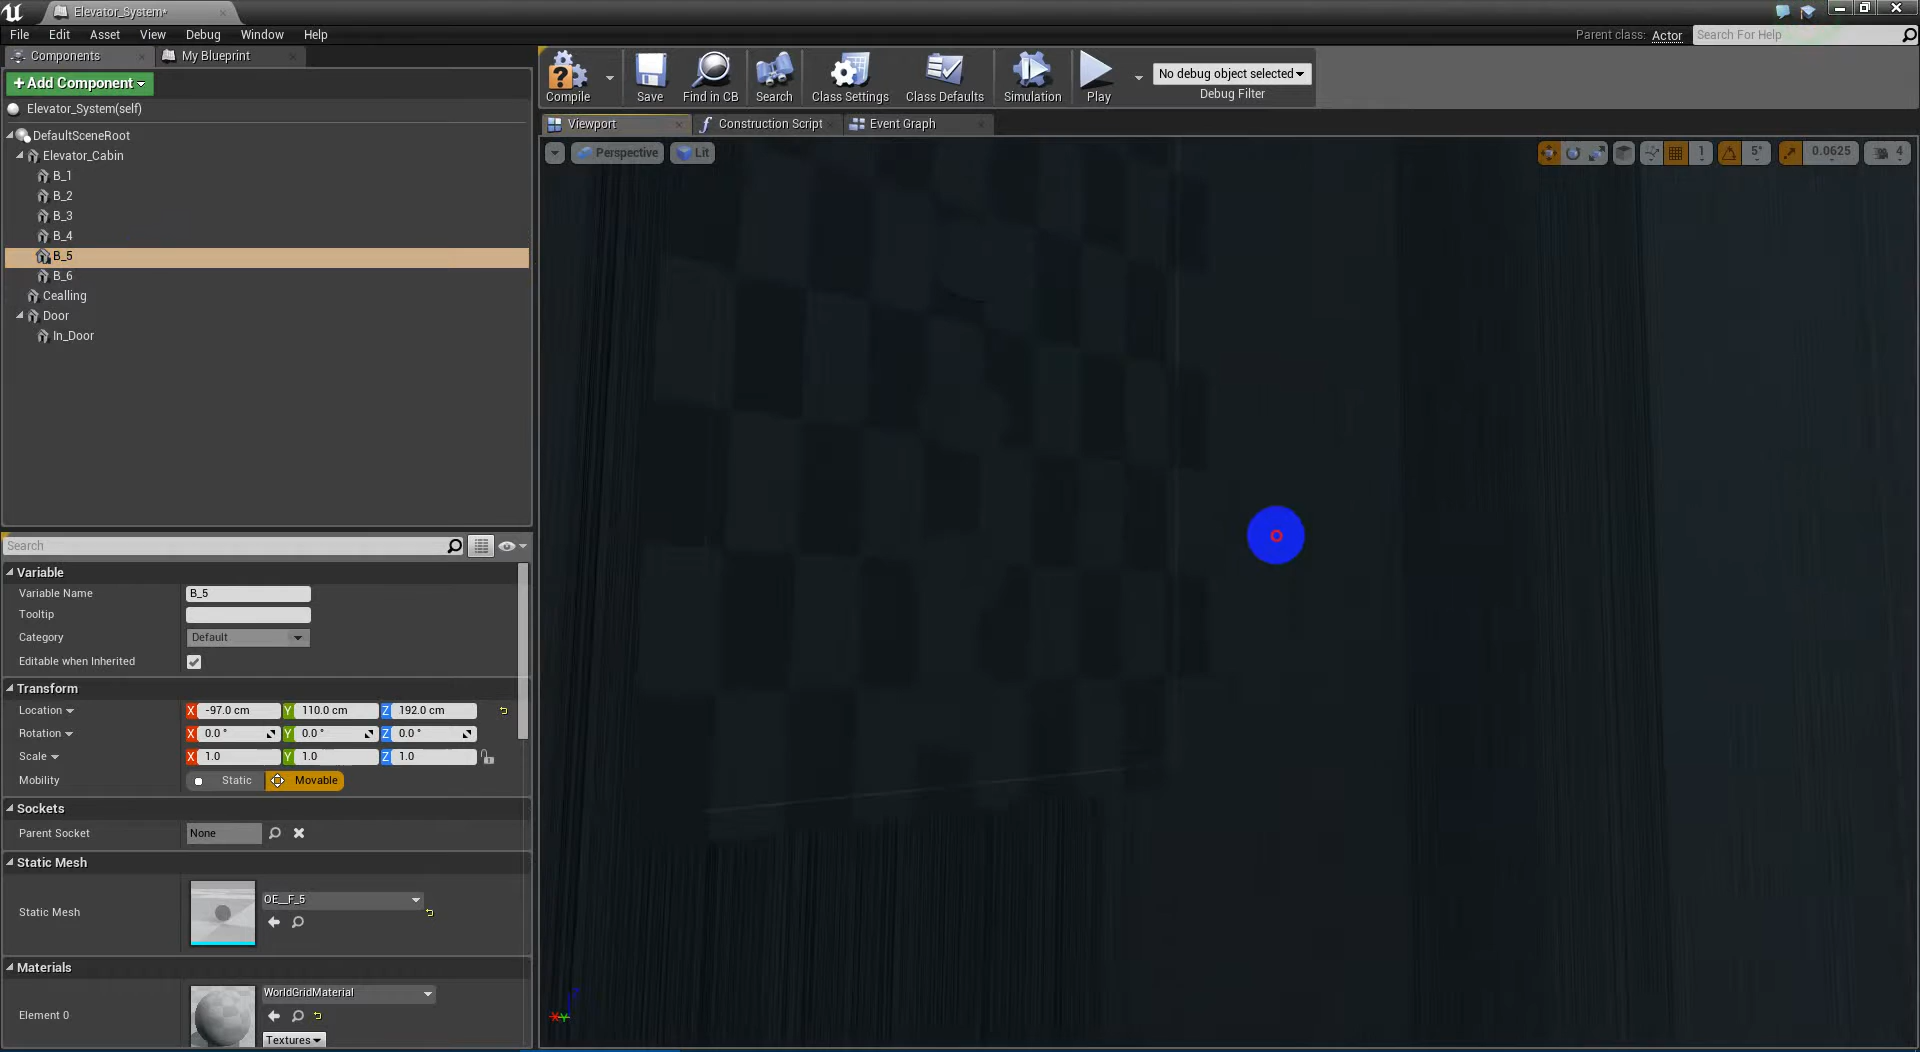 Elevator_System*
File Edit Asset View Debug Window Help
Parent class: Actor
Search For Help
Components
My Blueprint
+Add Component
Elevator_System(self)
DefaultSceneRoot
Elevator_Cabin
B_1
B_2
B_3
B_4
B_5
B_6
Cealling
Door
In_Door
Compile
Save
Find in CB
Search
Class Settings
Class Defaults
Simulation
Play
No debug object selected
Debug Filter
Viewport
Construction Script
Event Graph
Perspective
Lit
1
5°
0.0625
4
Search
Variable
Variable Name B_5
Tooltip
Category Default
Editable when Inherited
Transform
Location X -97.0 cm Y 110.0 cm Z 192.0 cm
Rotation X 0.0 ° Y 0.0 ° Z 0.0 °
Scale X 1.0 Y 1.0 Z 1.0
Mobility Static Movable
Sockets
Parent Socket None
Static Mesh
Static Mesh OE__F_5
Materials
Element 0 WorldGridMaterial
Textures
X Y Z